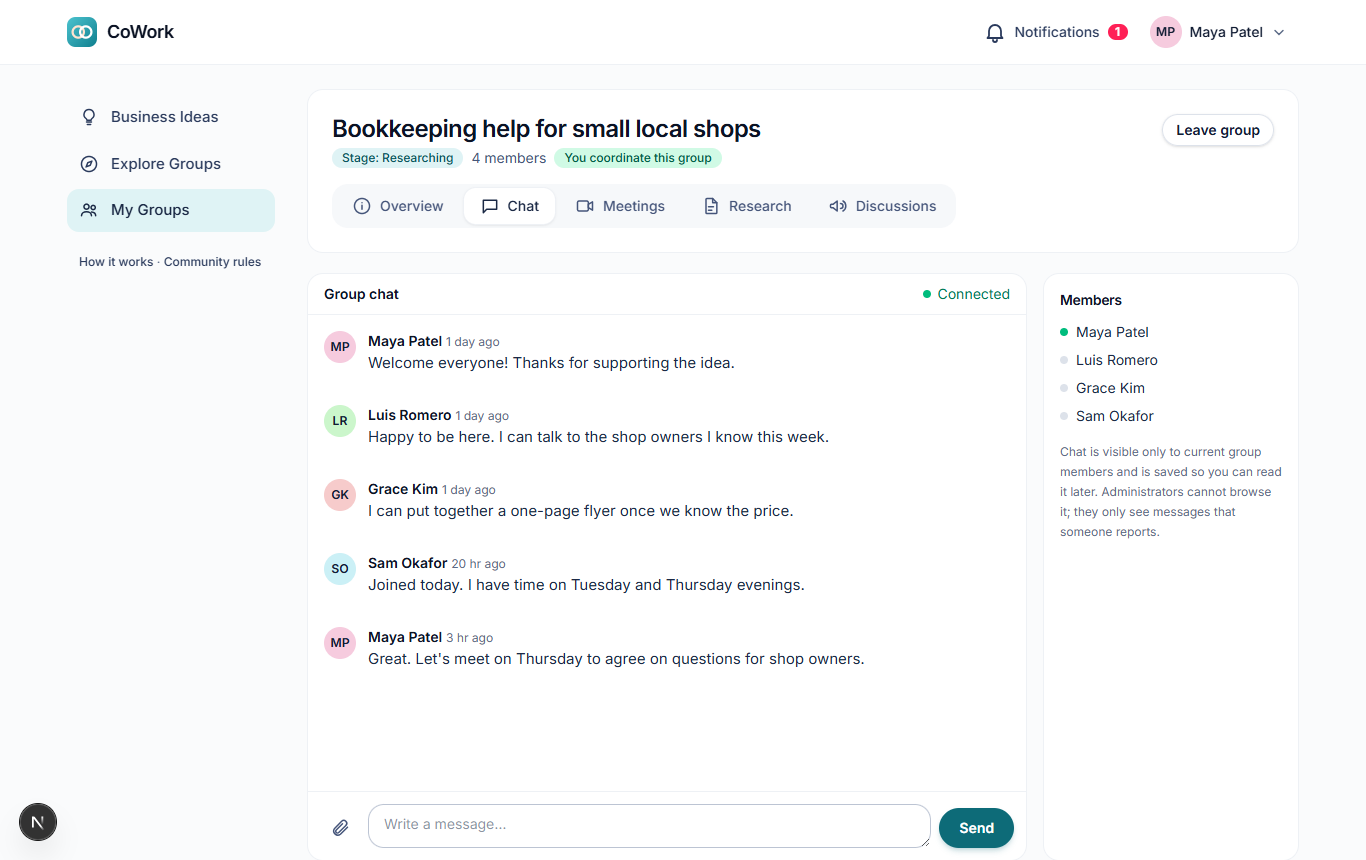 CoWork
Notifications 1
MP Maya Patel
Business Ideas
Explore Groups
My Groups
How it works · Community rules
Bookkeeping help for small local shops
Leave group
Stage: Researching 4 members You coordinate this group
Overview Chat Meetings Research Discussions
Group chat
Connected
MP Maya Patel 1 day ago
Welcome everyone! Thanks for supporting the idea.
LR Luis Romero 1 day ago
Happy to be here. I can talk to the shop owners I know this week.
GK Grace Kim 1 day ago
I can put together a one-page flyer once we know the price.
SO Sam Okafor 20 hr ago
Joined today. I have time on Tuesday and Thursday evenings.
MP Maya Patel 3 hr ago
Great. Let's meet on Thursday to agree on questions for shop owners.
Write a message...
Send
Members
Maya Patel
Luis Romero
Grace Kim
Sam Okafor
Chat is visible only to current group
members and is saved so you can read
it later. Administrators cannot browse
it; they only see messages that
someone reports.
N